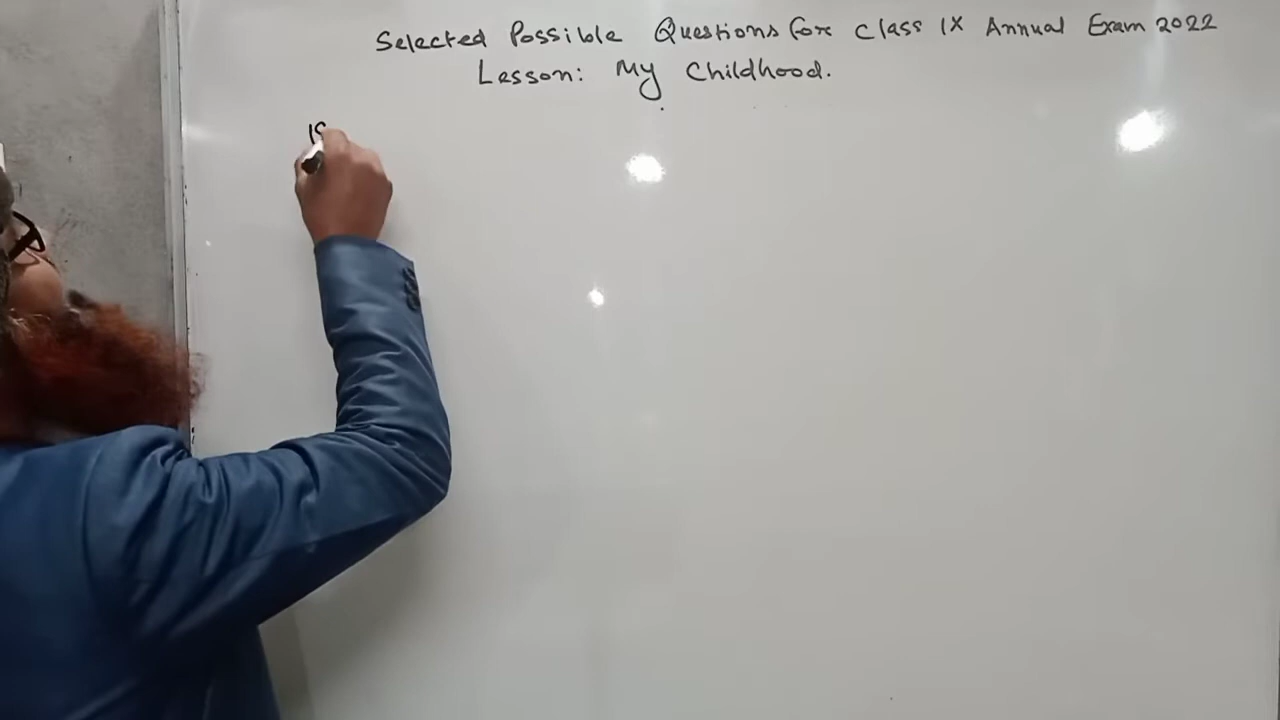 Selected Possible Questions for Class IX Annual Exam 2022
Lesson: My Childhood.